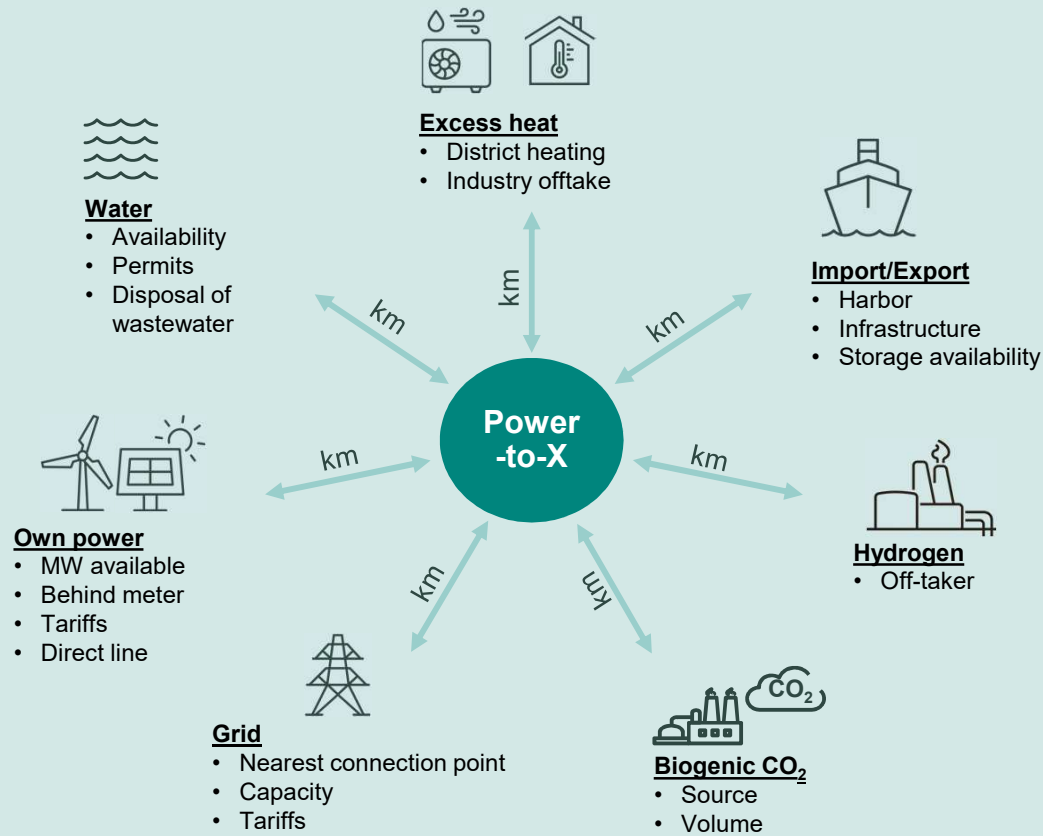 Excess heat
• District heating
• Industry offtake
Water
• Availability
• Permits
• Disposal of
wastewater
Import/Export
• Harbor
• Infrastructure
• Storage availability
km
km
km
Power
-to-X
km
km
Own power
• MW available
• Behind meter
• Tariffs
• Direct line
Hydrogen
• Off-taker
km
km
Grid
• Nearest connection point
• Capacity
• Tariffs
CO₂
Biogenic CO₂
• Source
• Volume